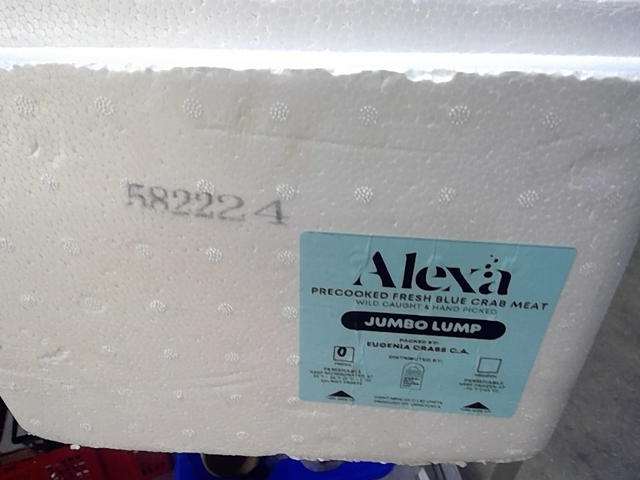 582224
Alexa
PRECOOKED FRESH BLUE CRAB MEAT
WILD CAUGHT & HAND PICKED
JUMBO LUMP
PACKED BY:
EUGENIA CRABS C.A.
DISTRIBUTED BY:
PERISHABLE
PERISHABLE